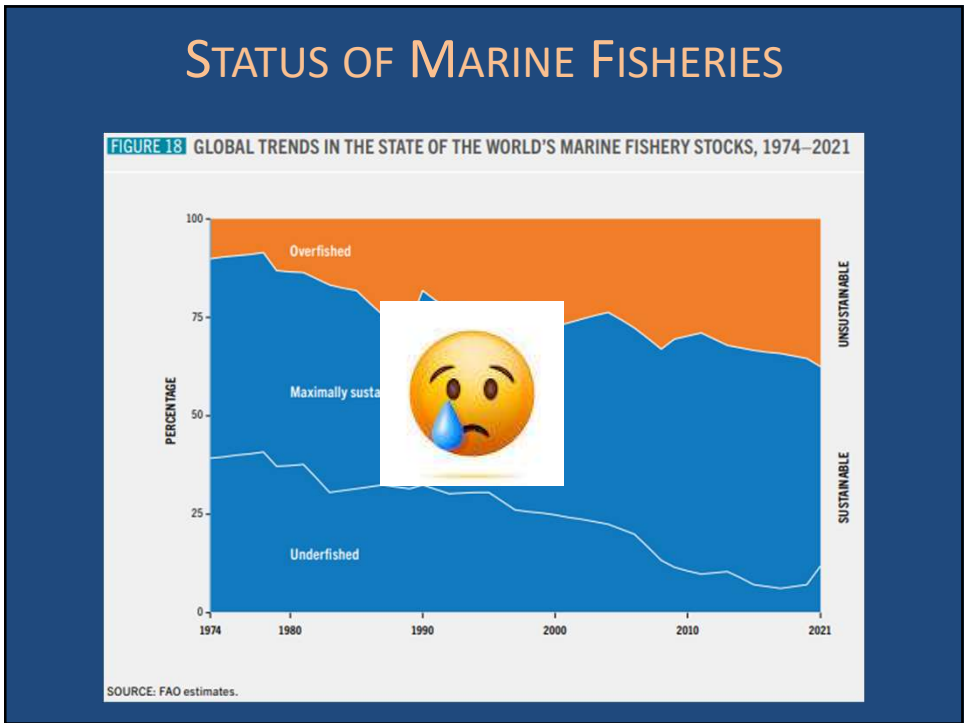 STATUS OF MARINE FISHERIES
FIGURE 18 GLOBAL TRENDS IN THE STATE OF THE WORLD'S MARINE FISHERY STOCKS, 1974–2021
100
Overfished
UNSUSTAINABLE
75
PERCENTAGE
Maximally susta
50
SUSTAINABLE
25
Underfished
0
1974 1980 1990 2000 2010 2021
SOURCE: FAO estimates.